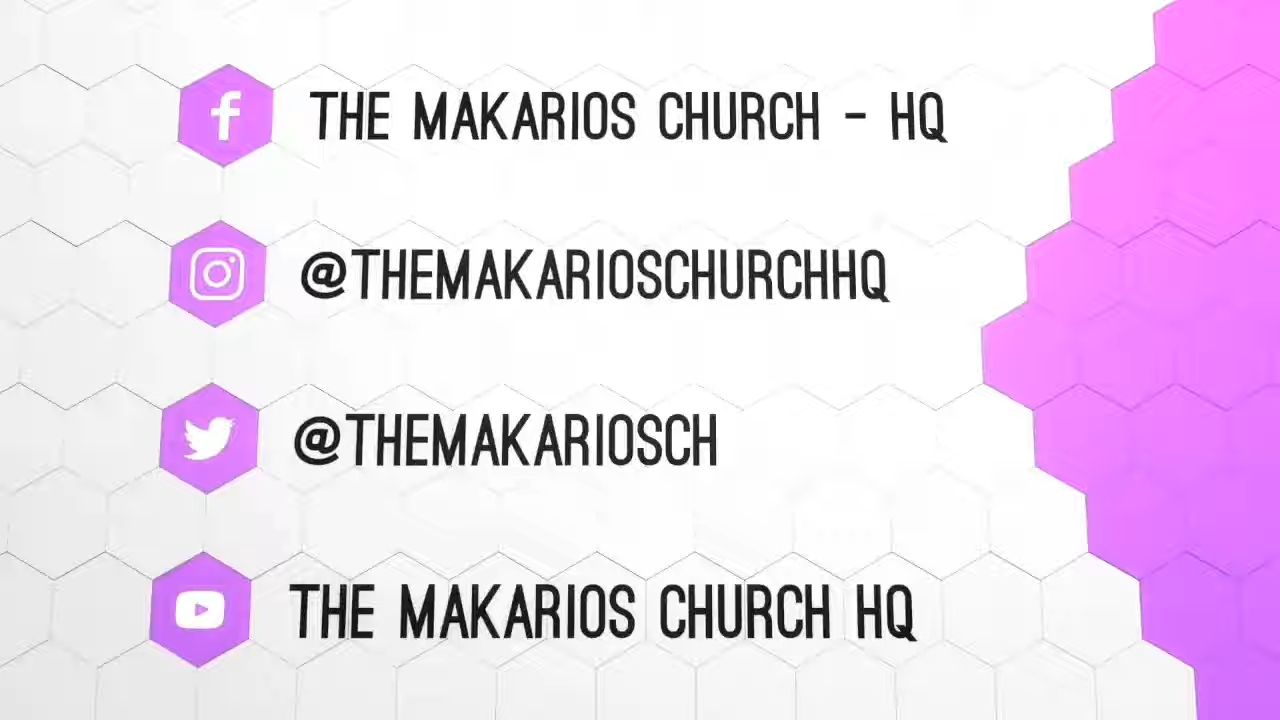 THE MAKARIOS CHURCH - HQ
@THEMAKARIOSCHURCHHQ
@THEMAKARIOSCH
THE MAKARIOS CHURCH HQ